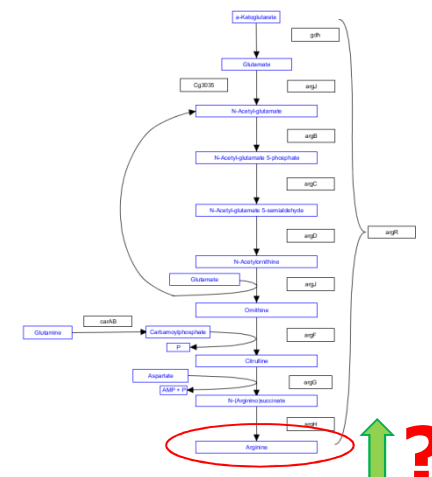 α-Ketoglutarate
gdh
Glutamate
Cg3035
argJ
N-Acetyl-glutamate
argB
N-Acetyl-glutamate 5-phosphate
argC
N-Acetyl-glutamate 5-semialdehyde
argD
argR
N-Acetylornithine
Glutamate
argJ
Ornithine
carAB
Glutamine
Carbamoylphosphate
argF
P
Citrulline
Aspartate
argG
AMP + P
N-(Arginino)succinate
argH
Arginine
?